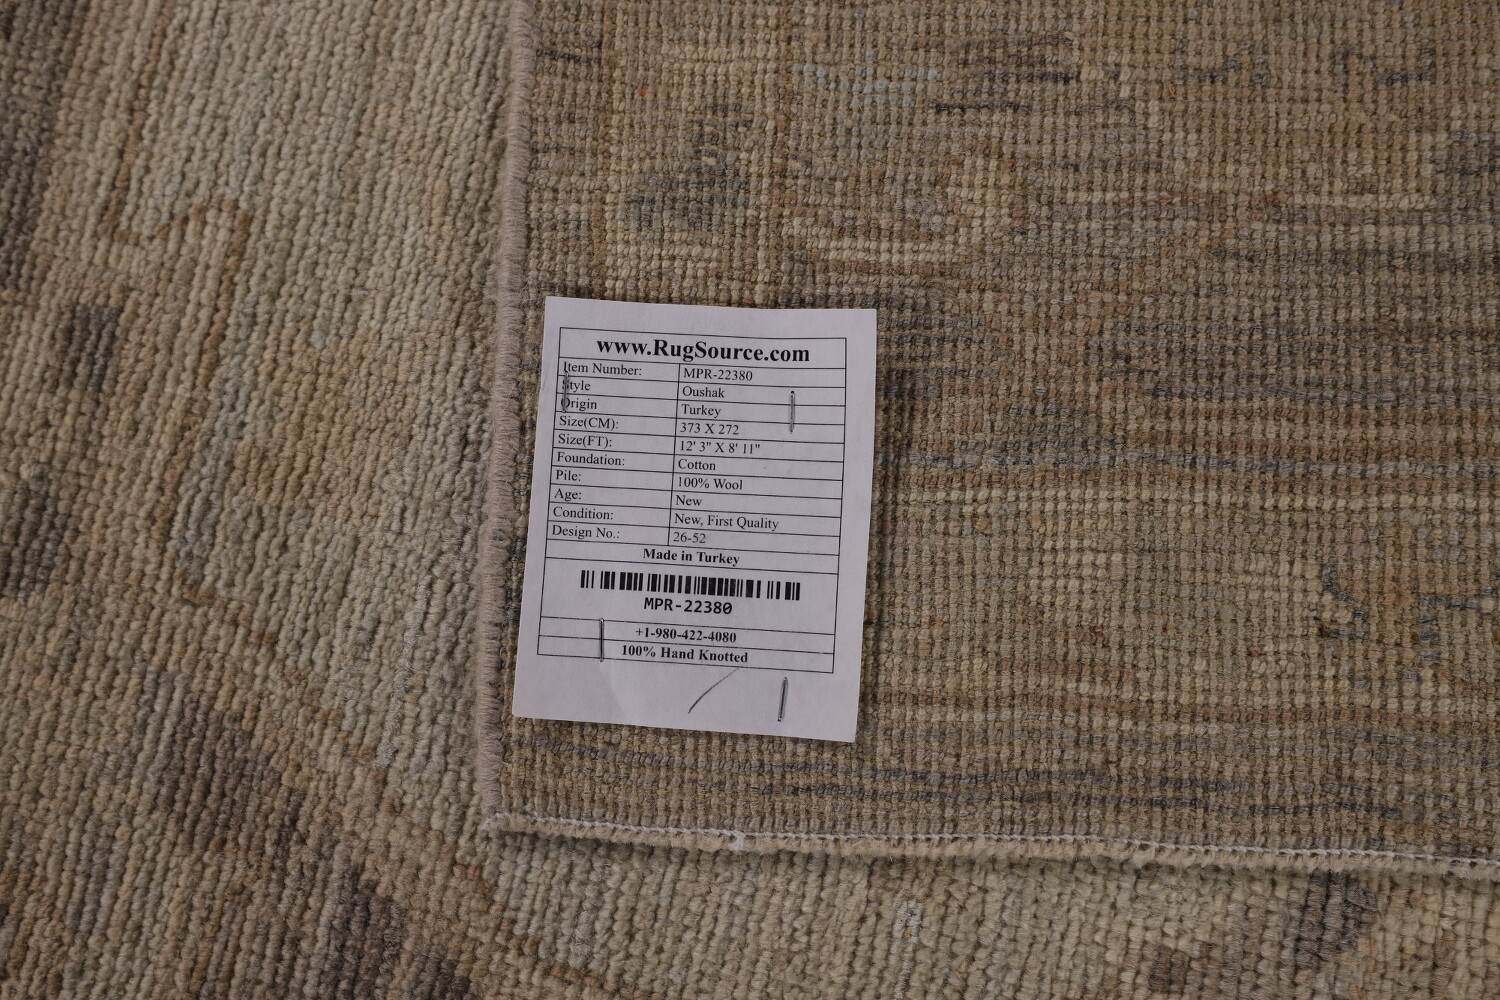 www.RugSource.com
Item Number: MPR-22380
Style Oushak
Origin Turkey
Size(CM): 373 X 272
Size(FT): 12' 3" X 8' 11"
Foundation: Cotton
Pile: 100% Wool
Age: New
Condition: New, First Quality
Design No.: 26-52
Made in Turkey
MPR-22380
+1-980-422-4080
100% Hand Knotted